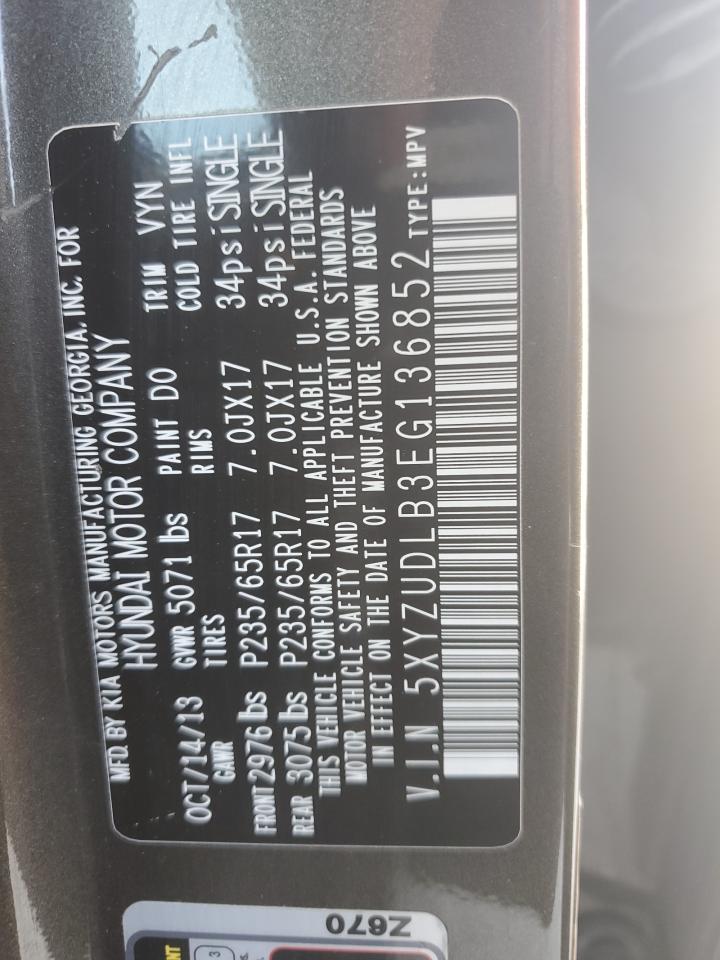 MFD. BY KIA MOTORS MANUFACTURING GEORGIA, INC. FOR
HYUNDAI MOTOR COMPANY
OCT/14/13 GVWR 5071 lbs PAINT DO TRIM VYN
GAWR TIRES RIMS COLD TIRE INFL
FRONT 2976 lbs P235/65R17 7.0JX17 34psi SINGLE
REAR 3075 lbs P235/65R17 7.0JX17 34psi SINGLE
THIS VEHICLE CONFORMS TO ALL APPLICABLE U.S.A. FEDERAL
MOTOR VEHICLE SAFETY AND THEFT PREVENTION STANDARDS
IN EFFECT ON THE DATE OF MANUFACTURE SHOWN ABOVE
V.I.N 5XYZUDLB3EG136852 TYPE:MPV
Z670
3